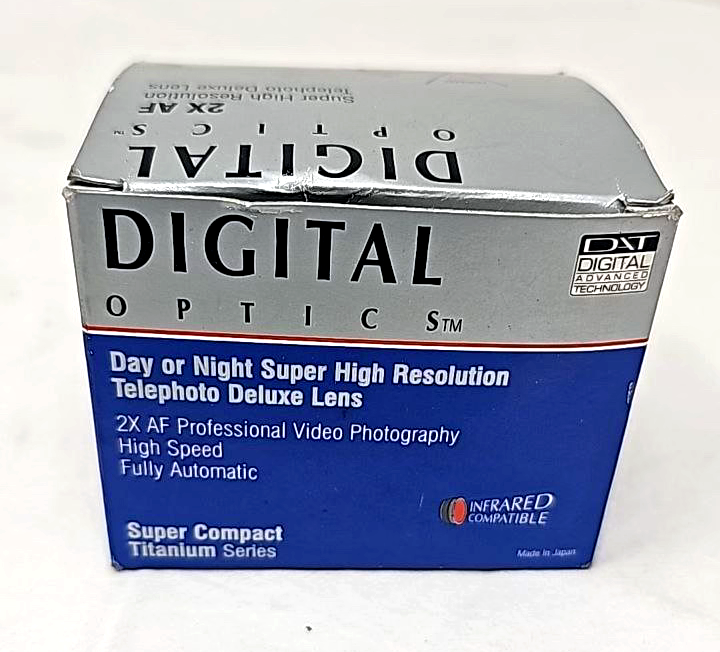 DIGITAL
OPTICS™
2X AF
Super High Resolution
Telephoto Deluxe Lens
DIGITAL
OPTICS™
DAT
DIGITAL
ADVANCED
TECHNOLOGY
Day or Night Super High Resolution
Telephoto Deluxe Lens
2X AF Professional Video Photography
High Speed
Fully Automatic
INFRARED
COMPATIBLE
Super Compact
Titanium Series
Made in Japan